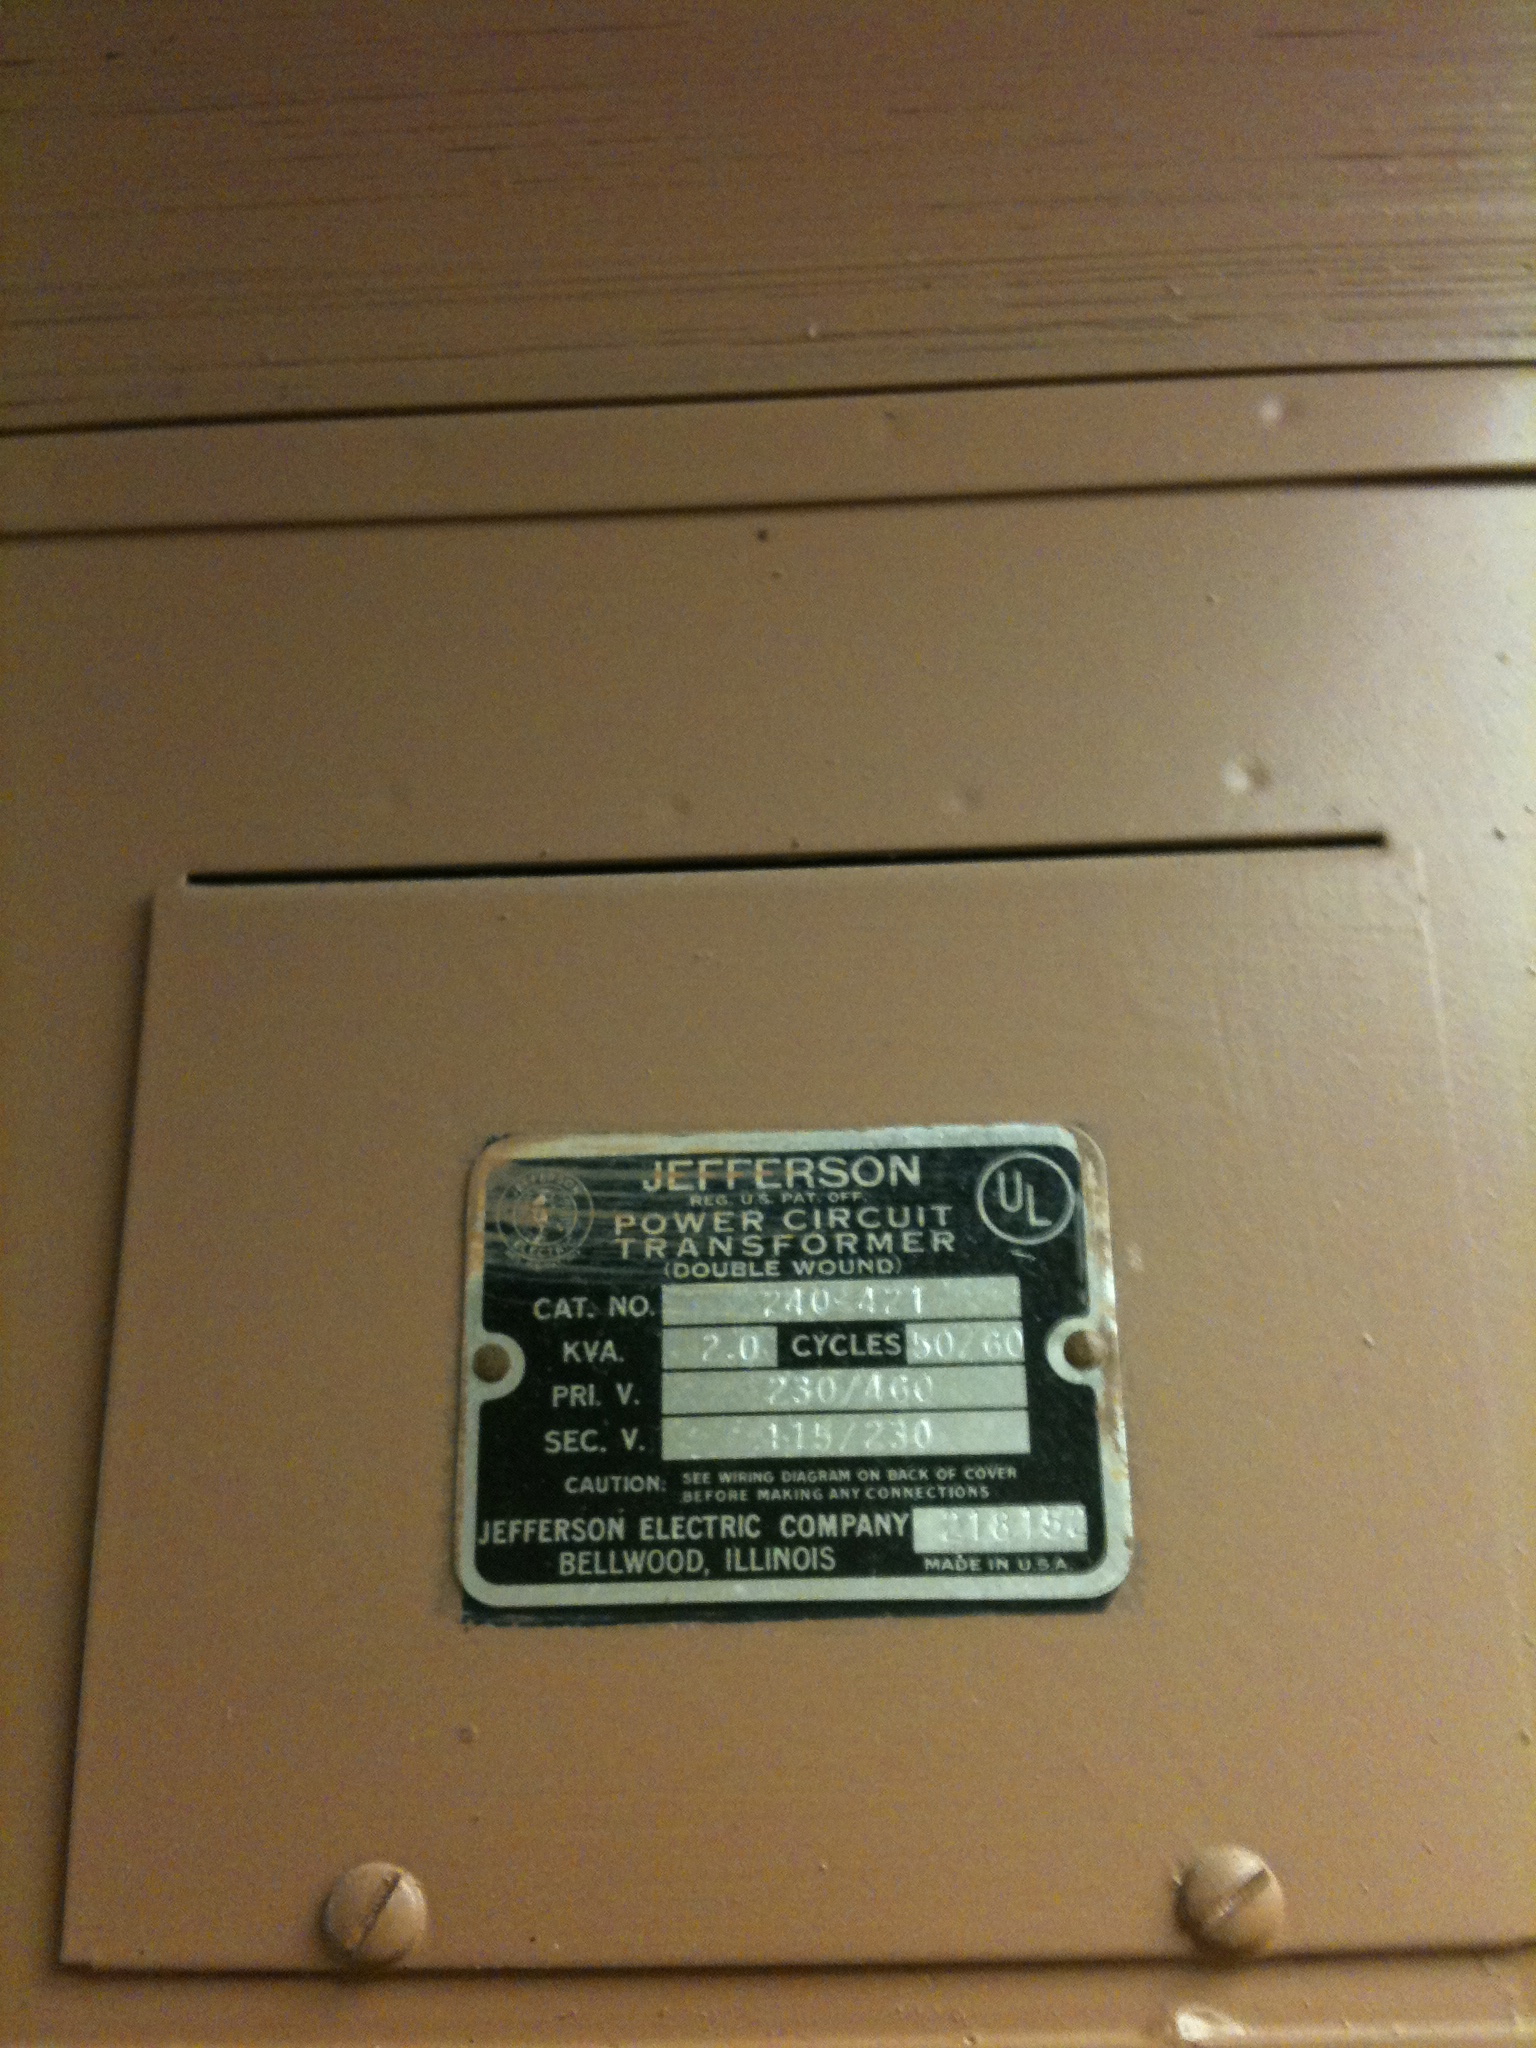 JEFFERSON
REG. U.S. PAT. OFF.
POWER CIRCUIT
TRANSFORMER
(DOUBLE WOUND)
UL
JEFFERSON
ELECTRIC
CAT. NO. 240-421
KVA. 2.0 CYCLES 50/60
PRI. V. 230/460
SEC. V. 115/230
CAUTION: SEE WIRING DIAGRAM ON BACK OF COVER
BEFORE MAKING ANY CONNECTIONS
JEFFERSON ELECTRIC COMPANY
BELLWOOD, ILLINOIS
MADE IN U.S.A.